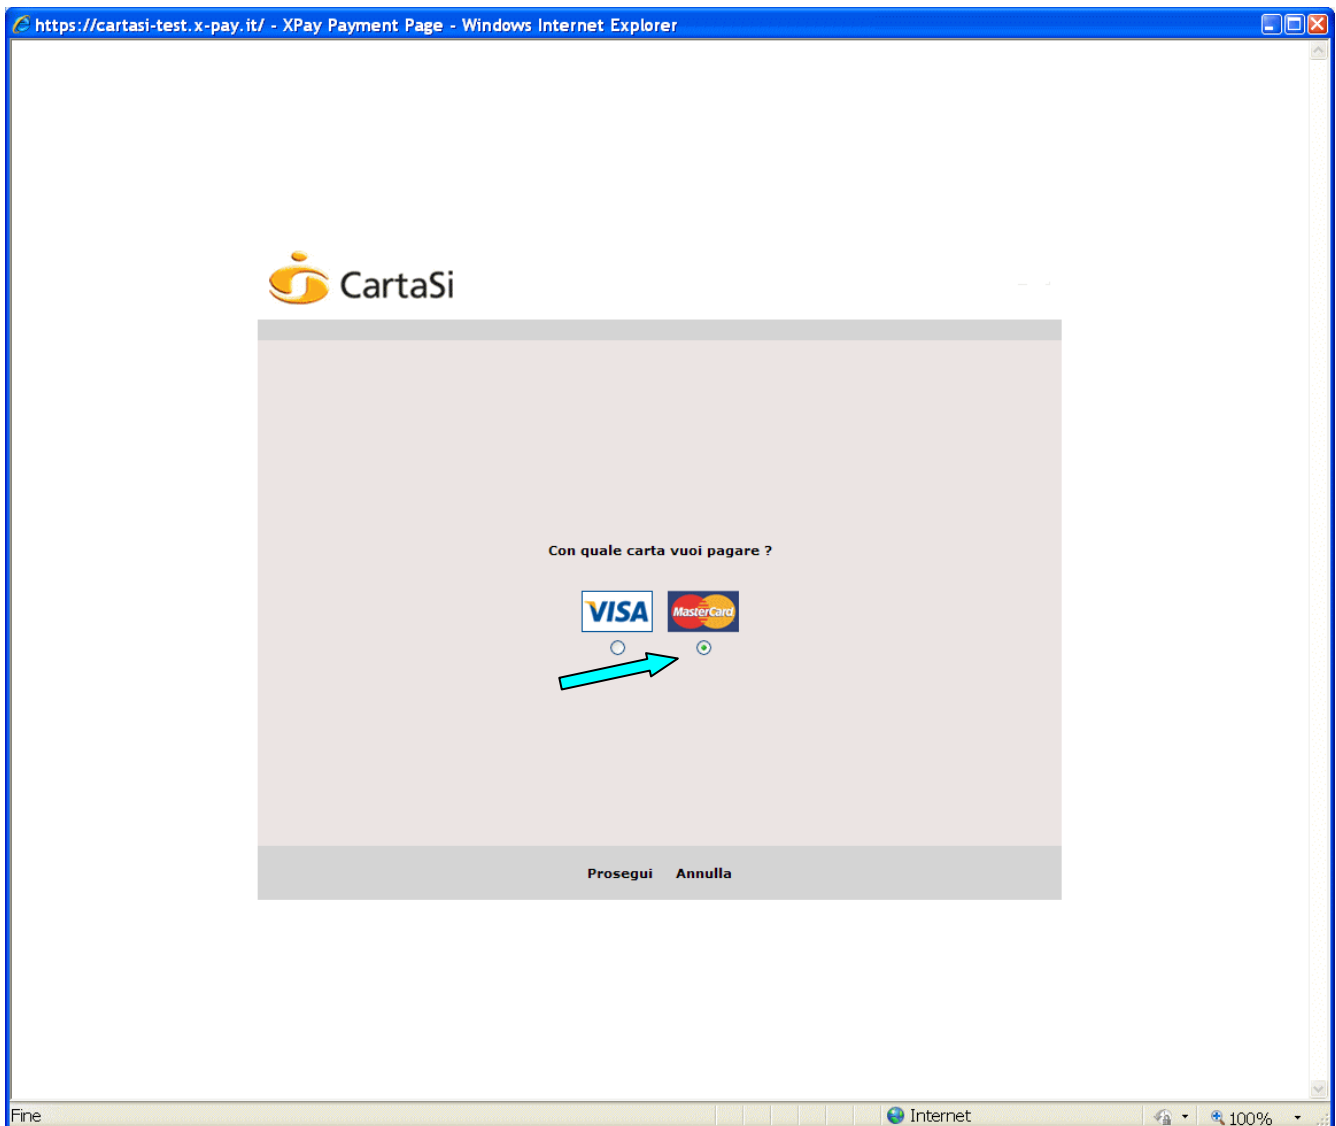 https://cartasi-test.x-pay.it/ - XPay Payment Page - Windows Internet Explorer
CartaSi
Con quale carta vuoi pagare ?
VISA MasterCard
Prosegui Annulla
Fine Internet 100%